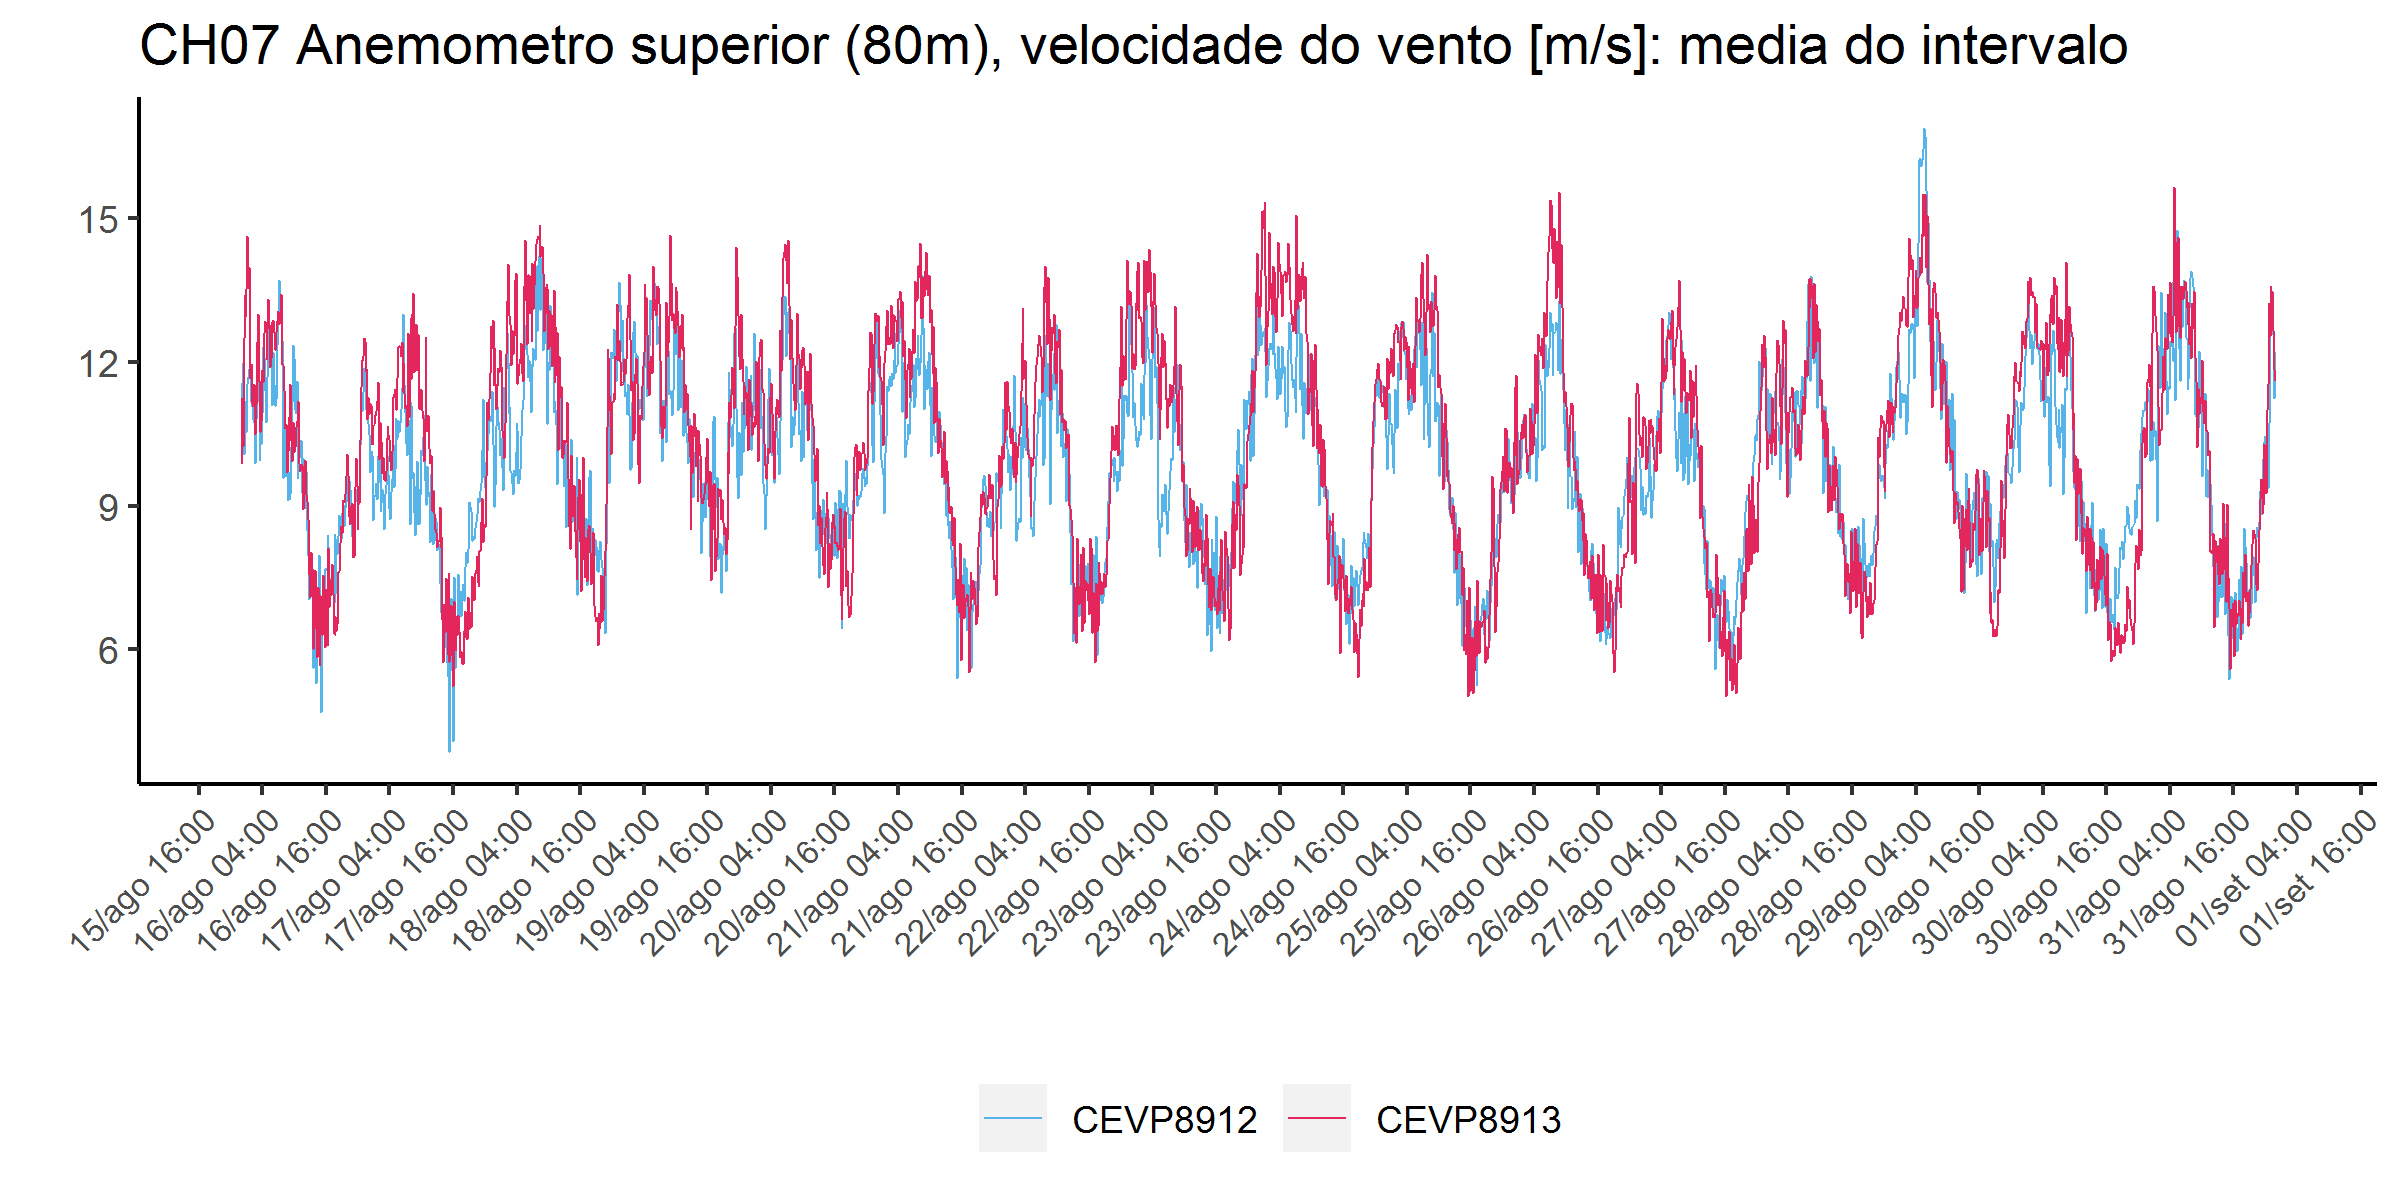 CH07 Anemometro superior (80m), velocidade do vento [m/s]: media do intervalo
15
12
9
6
15/ago 16:00
16/ago 04:00
16/ago 16:00
17/ago 04:00
17/ago 16:00
18/ago 04:00
18/ago 16:00
19/ago 04:00
19/ago 16:00
20/ago 04:00
20/ago 16:00
21/ago 04:00
21/ago 16:00
22/ago 04:00
22/ago 16:00
23/ago 04:00
23/ago 16:00
24/ago 04:00
24/ago 16:00
25/ago 04:00
25/ago 16:00
26/ago 04:00
26/ago 16:00
27/ago 04:00
27/ago 16:00
28/ago 04:00
28/ago 16:00
29/ago 04:00
29/ago 16:00
30/ago 04:00
30/ago 16:00
31/ago 04:00
31/ago 16:00
01/set 04:00
01/set 16:00
CEVP8912
CEVP8913